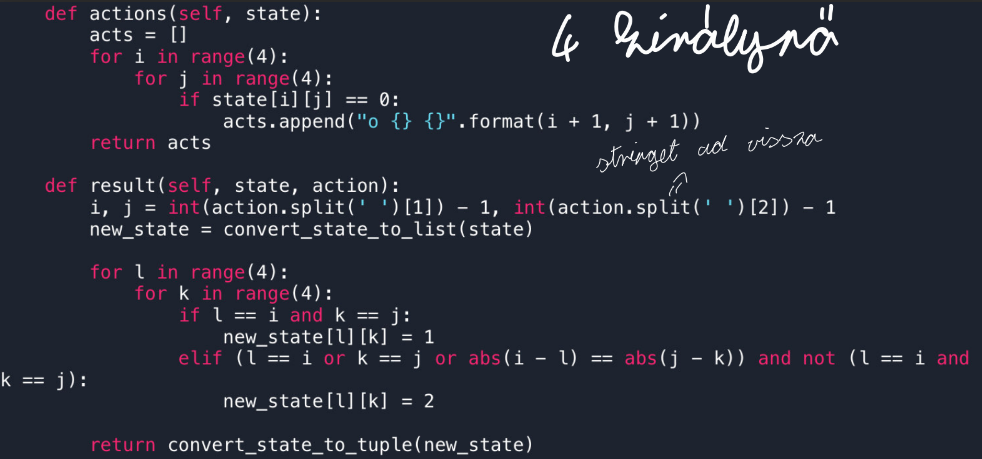 def actions(self, state):
4 királynő
acts = []
for i in range(4):
for j in range(4):
if state[i][j] == 0:
acts.append("o {} {}".format(i + 1, j + 1))
return acts
stringet ad vissza
def result(self, state, action):
i, j = int(action.split(' ')[1]) - 1, int(action.split(' ')[2]) - 1
new_state = convert_state_to_list(state)
for l in range(4):
for k in range(4):
if l == i and k == j:
new_state[l][k] = 1
elif (l == i or k == j or abs(i - l) == abs(j - k)) and not (l == i and
k == j):
new_state[l][k] = 2
return convert_state_to_tuple(new_state)